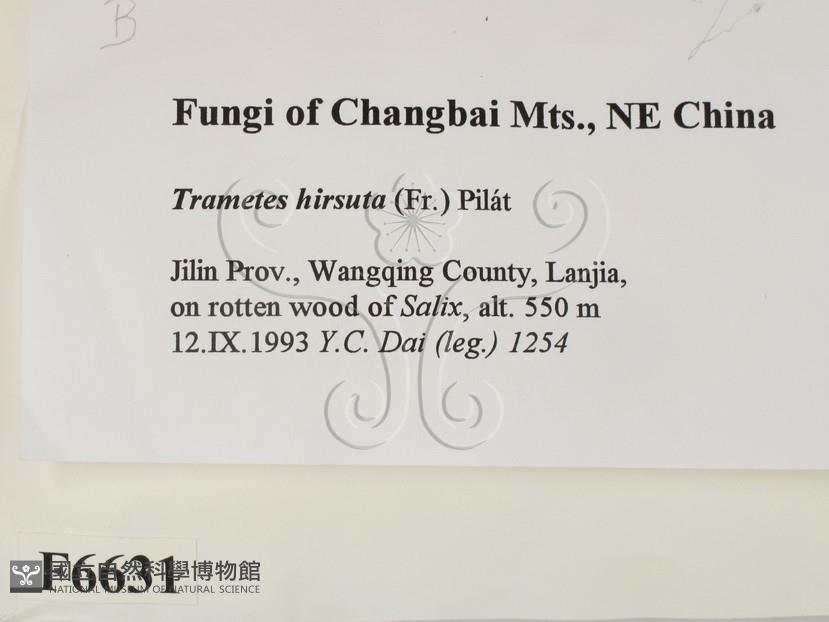 B
Fungi of Changbai Mts., NE China
Trametes hirsuta (Fr.) Pilát
Jilin Prov., Wangqing County, Lanjia,
on rotten wood of Salix, alt. 550 m
12.IX.1993 Y.C. Dai (leg.) 1254
F6631
國立自然科學博物館
NATIONAL MUSEUM OF NATURAL SCIENCE